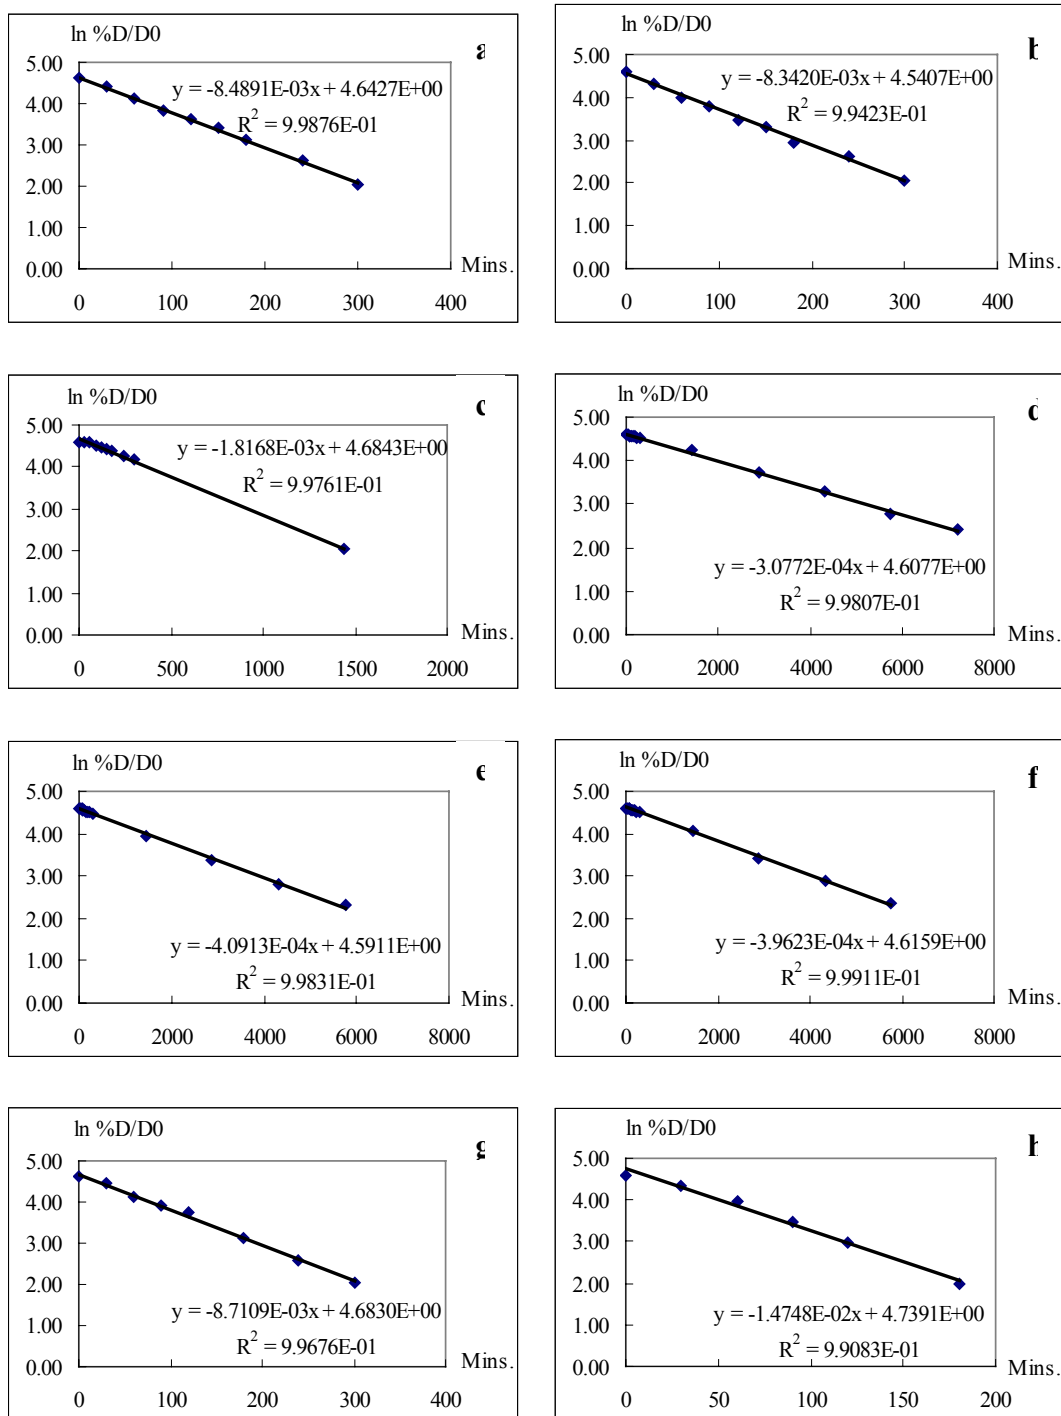 ln %D/D0
a
5.00
4.00
3.00
2.00
1.00
0.00
y = -8.4891E-03x + 4.6427E+00
R² = 9.9876E-01
Mins.
0 100 200 300 400
ln %D/D0
b
5.00
4.00
3.00
2.00
1.00
0.00
y = -8.3420E-03x + 4.5407E+00
R² = 9.9423E-01
Mins.
0 100 200 300 400
ln %D/D0
c
5.00
4.00
3.00
2.00
1.00
0.00
y = -1.8168E-03x + 4.6843E+00
R² = 9.9761E-01
Mins.
0 500 1000 1500 2000
ln %D/D0
d
5.00
4.00
3.00
2.00
1.00
0.00
y = -3.0772E-04x + 4.6077E+00
R² = 9.9807E-01
Mins.
0 2000 4000 6000 8000
ln %D/D0
e
5.00
4.00
3.00
2.00
1.00
0.00
y = -4.0913E-04x + 4.5911E+00
R² = 9.9831E-01
Mins.
0 2000 4000 6000 8000
ln %D/D0
f
5.00
4.00
3.00
2.00
1.00
0.00
y = -3.9623E-04x + 4.6159E+00
R² = 9.9911E-01
Mins.
0 2000 4000 6000 8000
ln %D/D0
g
5.00
4.00
3.00
2.00
1.00
0.00
y = -8.7109E-03x + 4.6830E+00
R² = 9.9676E-01
Mins.
0 100 200 300 400
ln %D/D0
h
5.00
4.00
3.00
2.00
1.00
0.00
y = -1.4748E-02x + 4.7391E+00
R² = 9.9083E-01
Mins.
0 50 100 150 200